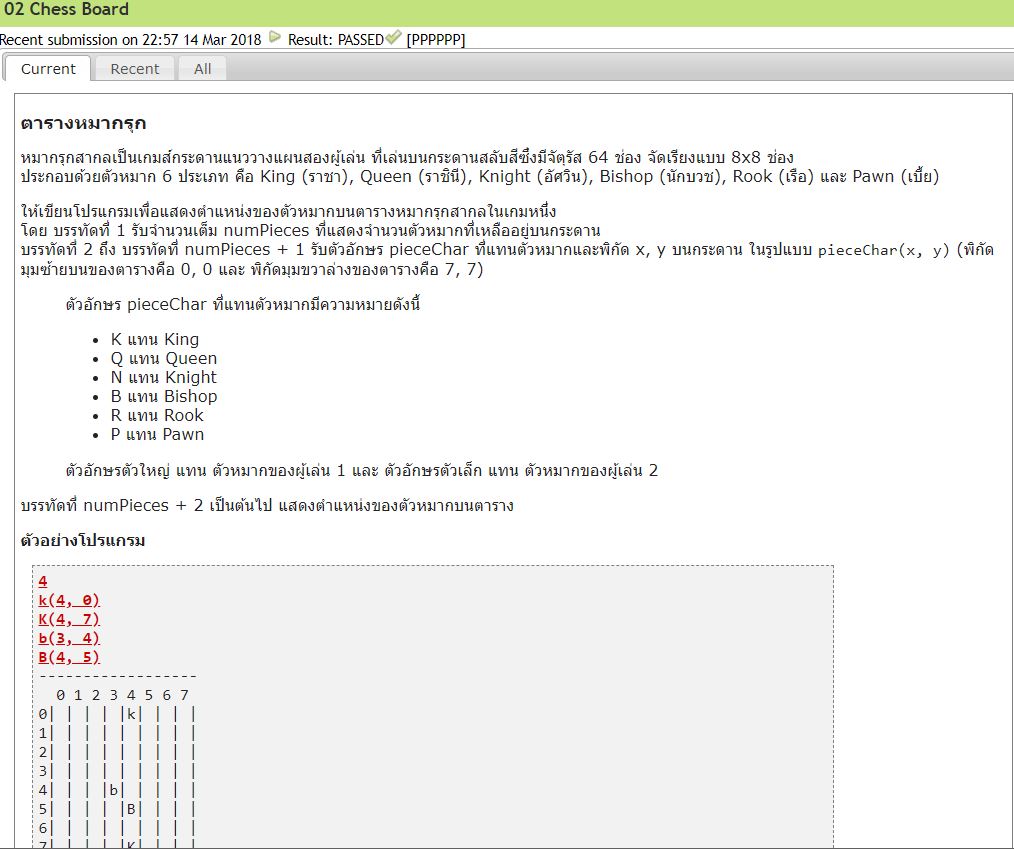 02 Chess Board
Recent submission on 22:57 14 Mar 2018 Result: PASSED [PPPPPP]
Current Recent All
ตารางหมากรุก
หมากรุกสากลเป็นเกมส์กระดานแนววางแผนสองผู้เล่น ที่เล่นบนกระดานสลับสีซึ่งมีจัตุรัส 64 ช่อง จัดเรียงแบบ 8x8 ช่อง
ประกอบด้วยตัวหมาก 6 ประเภท คือ King (ราชา), Queen (ราชินี), Knight (อัศวิน), Bishop (นักบวช), Rook (เรือ) และ Pawn (เบี้ย)
ให้เขียนโปรแกรมเพื่อแสดงตำแหน่งของตัวหมากบนตารางหมากรุกสากลในเกมหนึ่ง
โดย บรรทัดที่ 1 รับจำนวนเต็ม numPieces ที่แสดงจำนวนตัวหมากที่เหลืออยู่บนกระดาน
บรรทัดที่ 2 ถึง บรรทัดที่ numPieces + 1 รับตัวอักษร pieceChar ที่แทนตัวหมากและพิกัด x, y บนกระดาน ในรูปแบบ pieceChar(x, y) (พิกัด
มุมซ้ายบนของตารางคือ 0, 0 และ พิกัดมุมขวาล่างของตารางคือ 7, 7)
ตัวอักษร pieceChar ที่แทนตัวหมากมีความหมายดังนี้
• K แทน King
• Q แทน Queen
• N แทน Knight
• B แทน Bishop
• R แทน Rook
• P แทน Pawn
ตัวอักษรตัวใหญ่ แทน ตัวหมากของผู้เล่น 1 และ ตัวอักษรตัวเล็ก แทน ตัวหมากของผู้เล่น 2
บรรทัดที่ numPieces + 2 เป็นต้นไป แสดงตำแหน่งของตัวหมากบนตาราง
ตัวอย่างโปรแกรม
4
k(4, 0)
K(4, 7)
b(3, 4)
B(4, 5)
------------------
  0 1 2 3 4 5 6 7
0| | | | |k| | | |
1| | | | | | | | |
2| | | | | | | | |
3| | | | | | | | |
4| | | |b| | | | |
5| | | | |B| | | |
6| | | | | | | | |
7| | | | |K| | | |